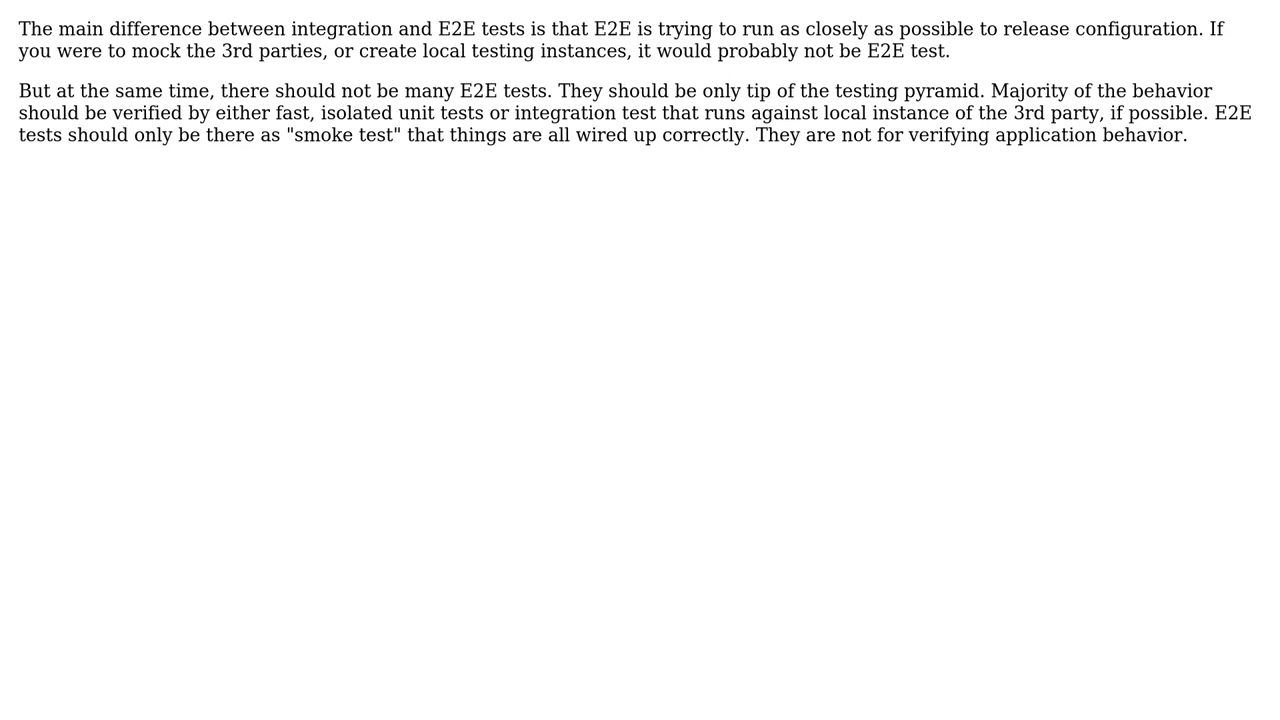 The main difference between integration and E2E tests is that E2E is trying to run as closely as possible to release configuration. If
you were to mock the 3rd parties, or create local testing instances, it would probably not be E2E test.
But at the same time, there should not be many E2E tests. They should be only tip of the testing pyramid. Majority of the behavior
should be verified by either fast, isolated unit tests or integration test that runs against local instance of the 3rd party, if possible. E2E
tests should only be there as "smoke test" that things are all wired up correctly. They are not for verifying application behavior.